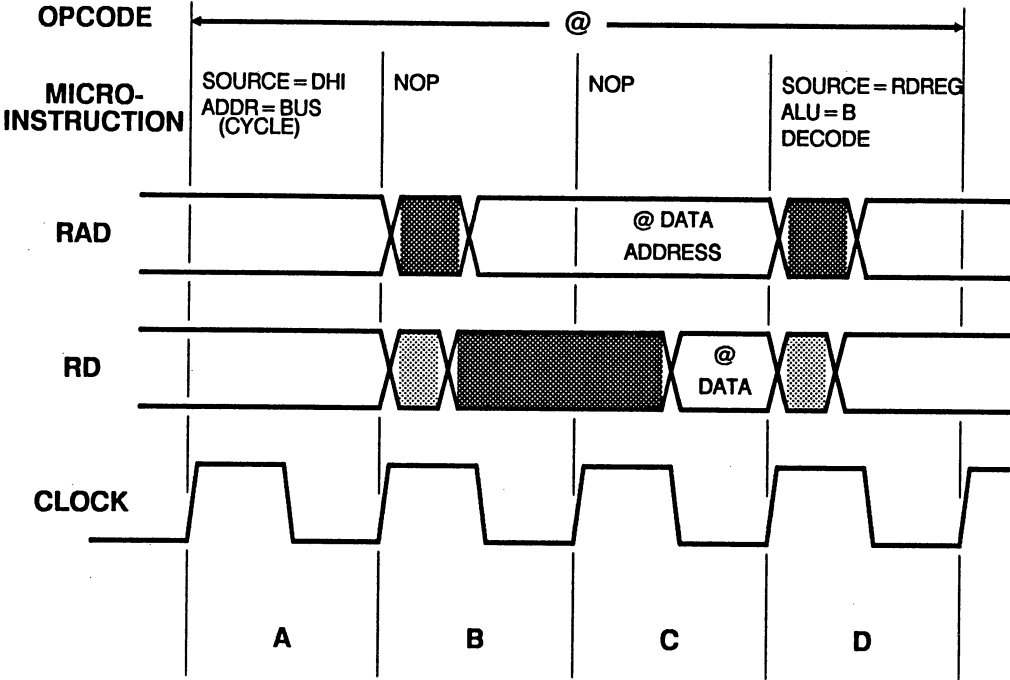 OPCODE
@
MICRO-
INSTRUCTION
SOURCE = DHI
ADDR = BUS
(CYCLE)
NOP
NOP
SOURCE = RDREG
ALU = B
DECODE
RAD
@ DATA
ADDRESS
RD
@
DATA
CLOCK
A
B
C
D